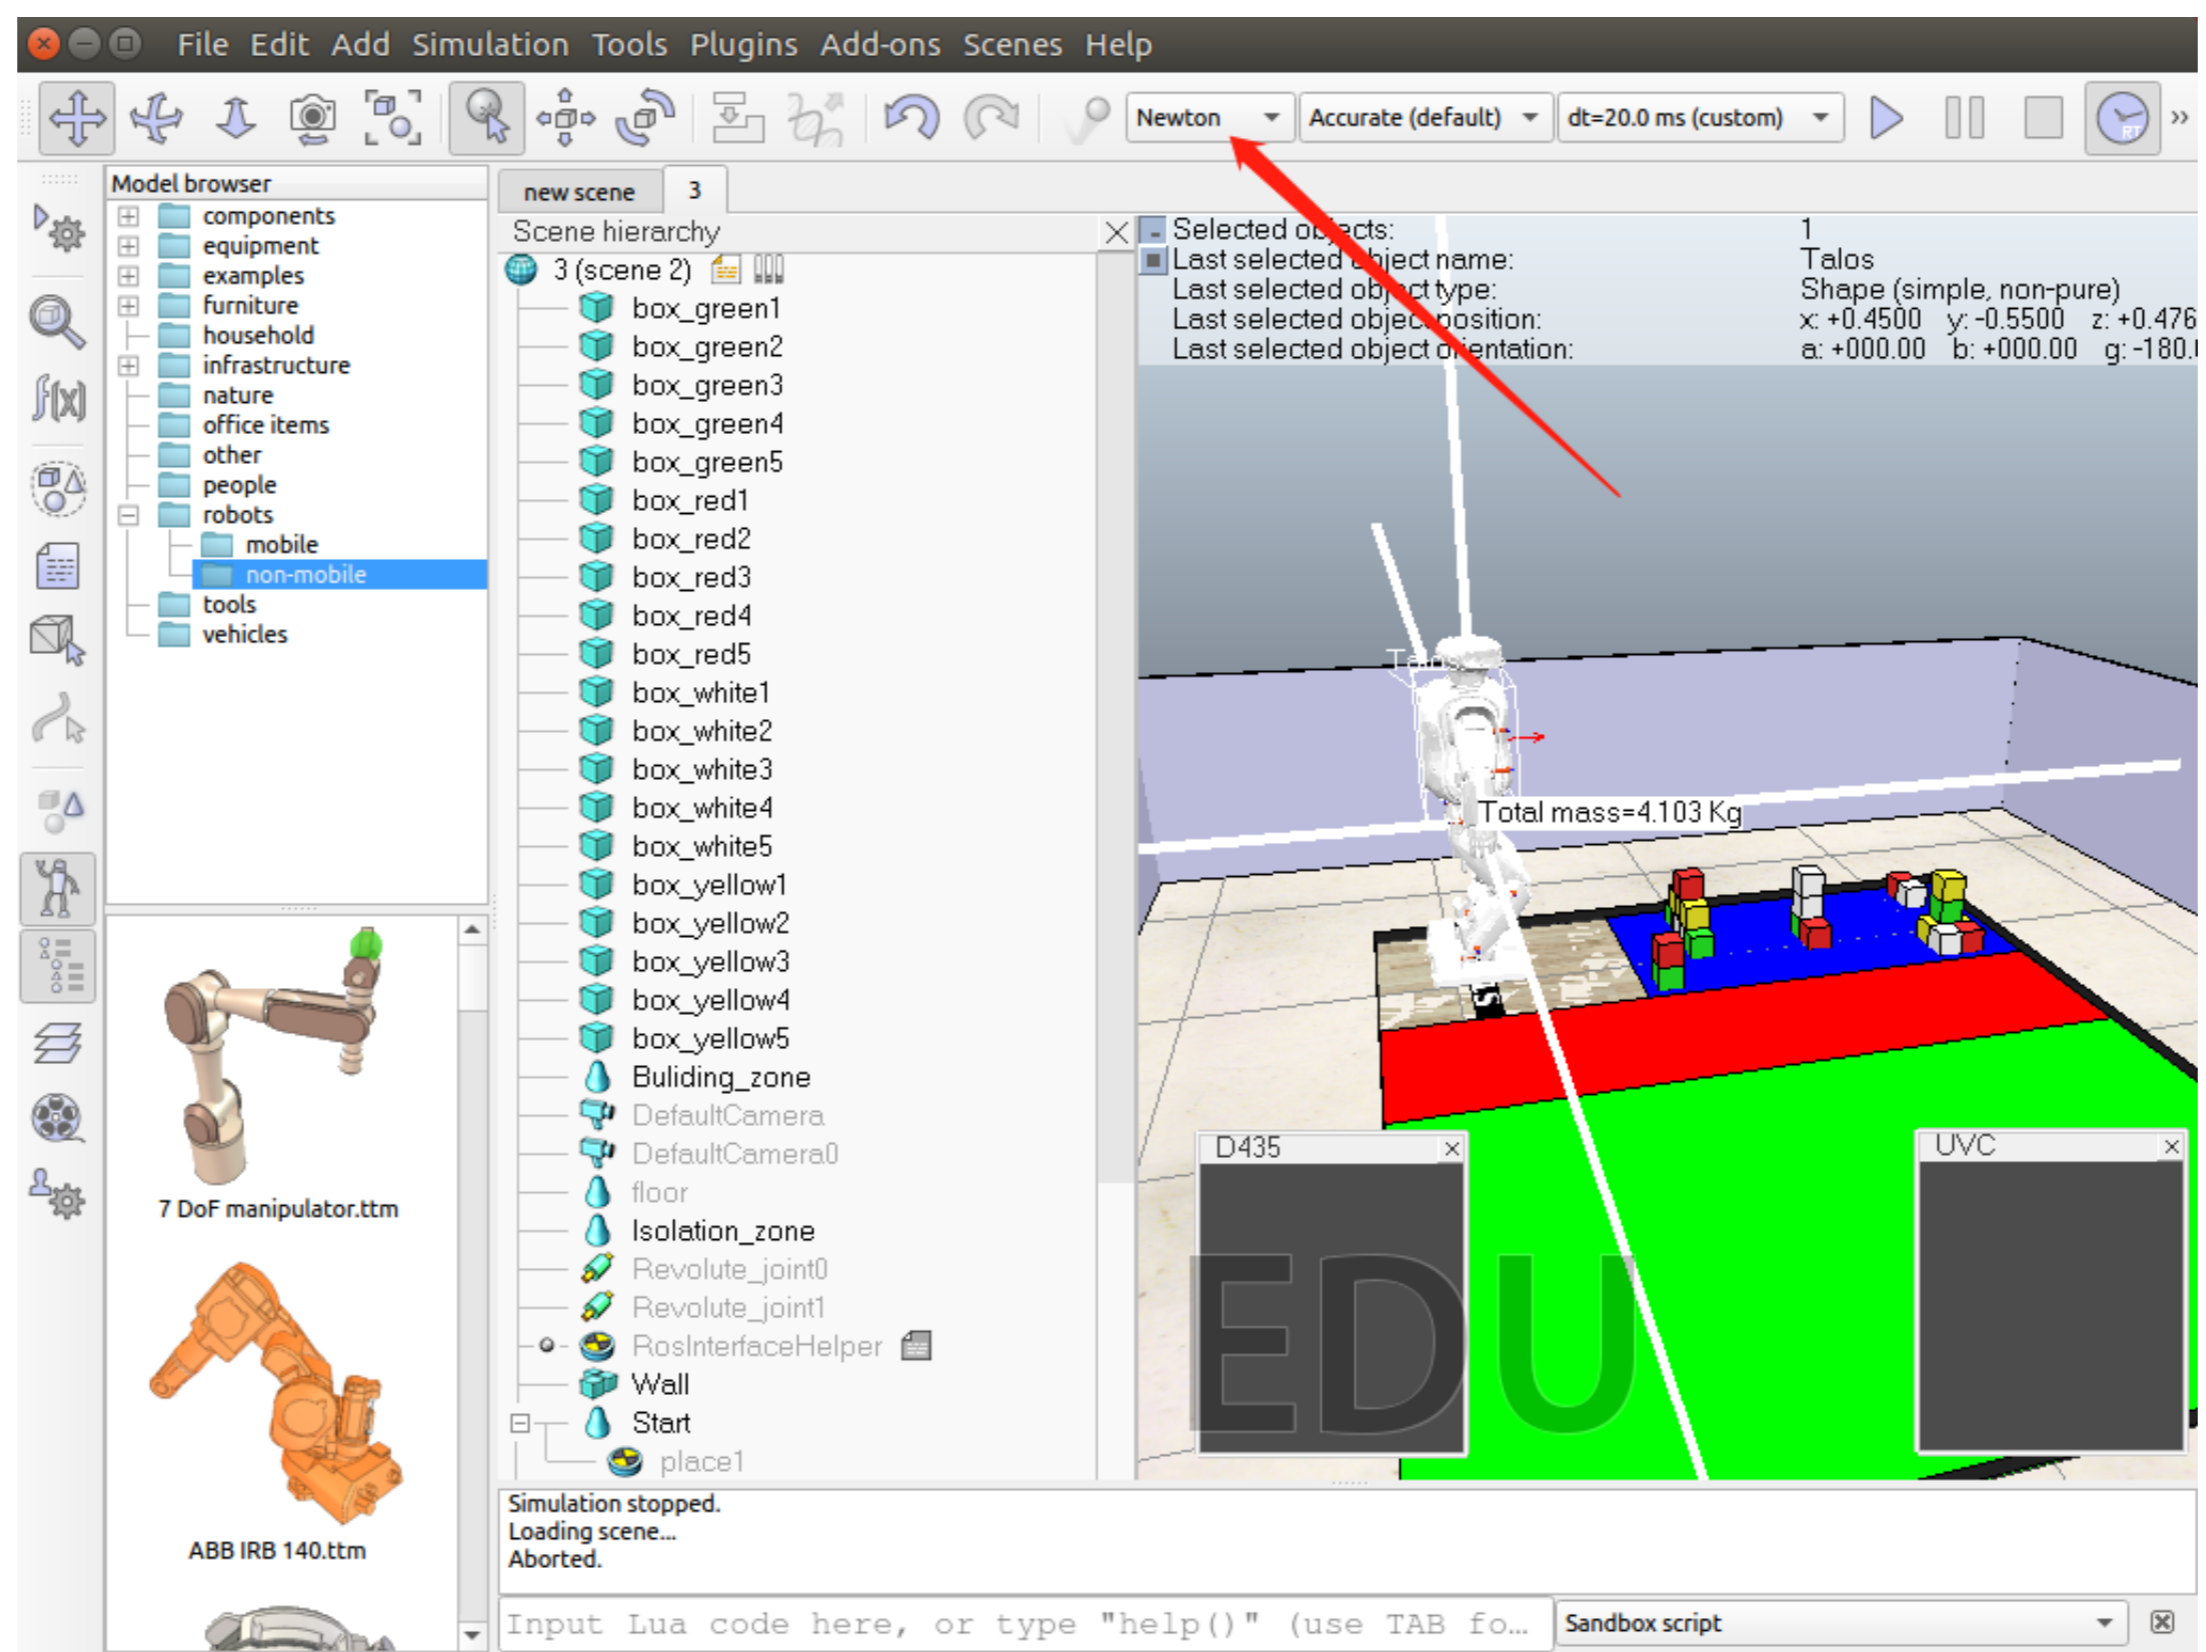 File Edit Add Simulation Tools Plugins Add-ons Scenes Help
Newton Accurate (default) dt=20.0 ms (custom) RT »
Model browser
components
equipment
examples
furniture
household
infrastructure
nature
office items
other
people
robots
mobile
non-mobile
tools
vehicles
7 DoF manipulator.ttm
ABB IRB 140.ttm
new scene 3
Scene hierarchy
3 (scene 2)
box_green1
box_green2
box_green3
box_green4
box_green5
box_red1
box_red2
box_red3
box_red4
box_red5
box_white1
box_white2
box_white3
box_white4
box_white5
box_yellow1
box_yellow2
box_yellow3
box_yellow4
box_yellow5
Buliding_zone
DefaultCamera
DefaultCamera0
floor
Isolation_zone
Revolute_joint0
Revolute_joint1
RosInterfaceHelper
Wall
Start
place1
Selected objects: 1
Last selected object name: Talos
Last selected object type: Shape (simple, non-pure)
Last selected object position: x: +0.4500 y: -0.5500 z: +0.476
Last selected object orientation: a: +000.00 b: +000.00 g: -180.
Talos
Total mass=4.103 Kg
D435
UVC
EDU
Simulation stopped.
Loading scene...
Aborted.
Input Lua code here, or type "help()" (use TAB fo...
Sandbox script